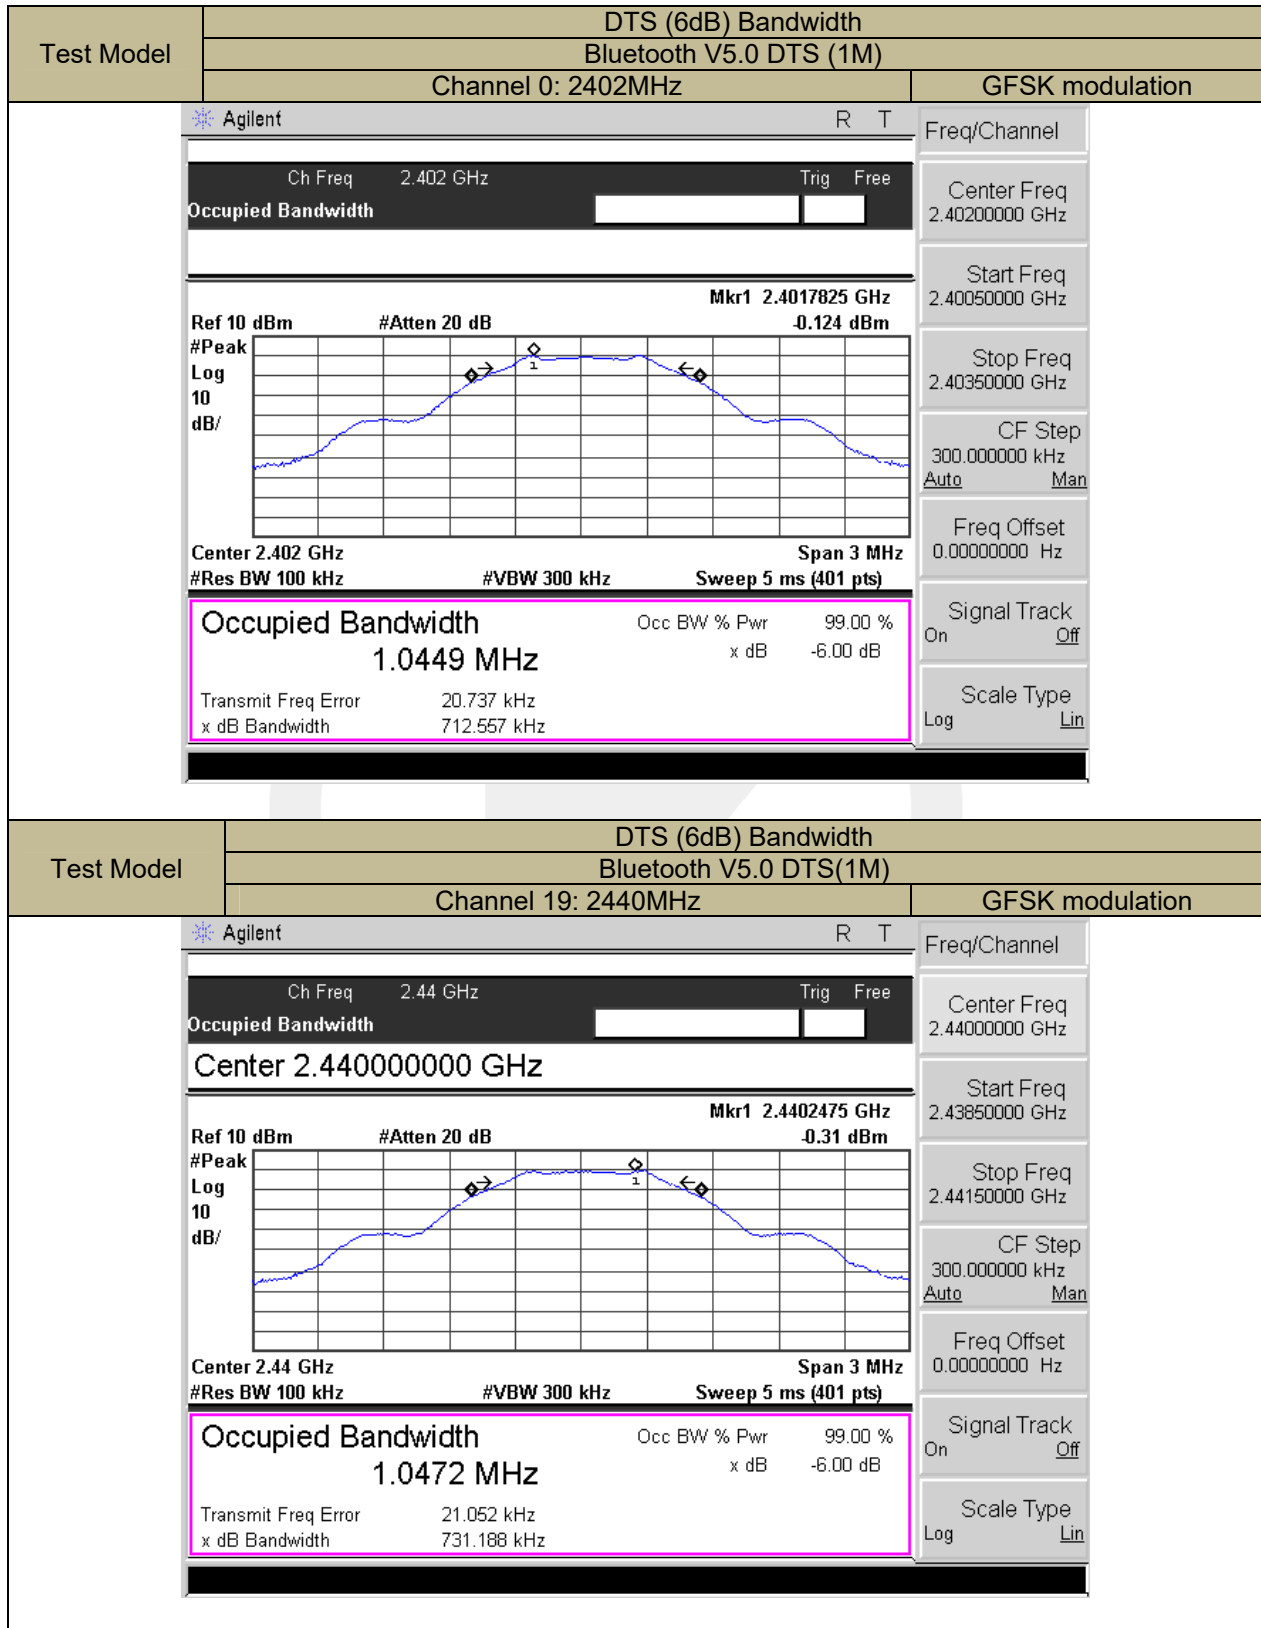 Test Model
DTS (6dB) Bandwidth
Bluetooth V5.0 DTS (1M)
Channel 0: 2402MHz GFSK modulation
Agilent R T
Freq/Channel
Ch Freq 2.402 GHz Trig Free
Occupied Bandwidth
Center Freq
2.40200000 GHz
Start Freq
2.40050000 GHz
Stop Freq
2.40350000 GHz
CF Step
300.000000 kHz
Auto Man
Freq Offset
0.00000000 Hz
Signal Track
On Off
Scale Type
Log Lin
Mkr1 2.4017825 GHz
Ref 10 dBm #Atten 20 dB -0.124 dBm
#Peak
Log
10
dB/
1
Center 2.402 GHz Span 3 MHz
#Res BW 100 kHz #VBW 300 kHz Sweep 5 ms (401 pts)
Occupied Bandwidth Occ BW % Pwr 99.00 %
1.0449 MHz x dB -6.00 dB
Transmit Freq Error 20.737 kHz
x dB Bandwidth 712.557 kHz
Test Model
DTS (6dB) Bandwidth
Bluetooth V5.0 DTS(1M)
Channel 19: 2440MHz GFSK modulation
Agilent R T
Freq/Channel
Ch Freq 2.44 GHz Trig Free
Occupied Bandwidth
Center 2.440000000 GHz
Center Freq
2.44000000 GHz
Start Freq
2.43850000 GHz
Stop Freq
2.44150000 GHz
CF Step
300.000000 kHz
Auto Man
Freq Offset
0.00000000 Hz
Signal Track
On Off
Scale Type
Log Lin
Mkr1 2.4402475 GHz
Ref 10 dBm #Atten 20 dB -0.31 dBm
#Peak
Log
10
dB/
1
Center 2.44 GHz Span 3 MHz
#Res BW 100 kHz #VBW 300 kHz Sweep 5 ms (401 pts)
Occupied Bandwidth Occ BW % Pwr 99.00 %
1.0472 MHz x dB -6.00 dB
Transmit Freq Error 21.052 kHz
x dB Bandwidth 731.188 kHz